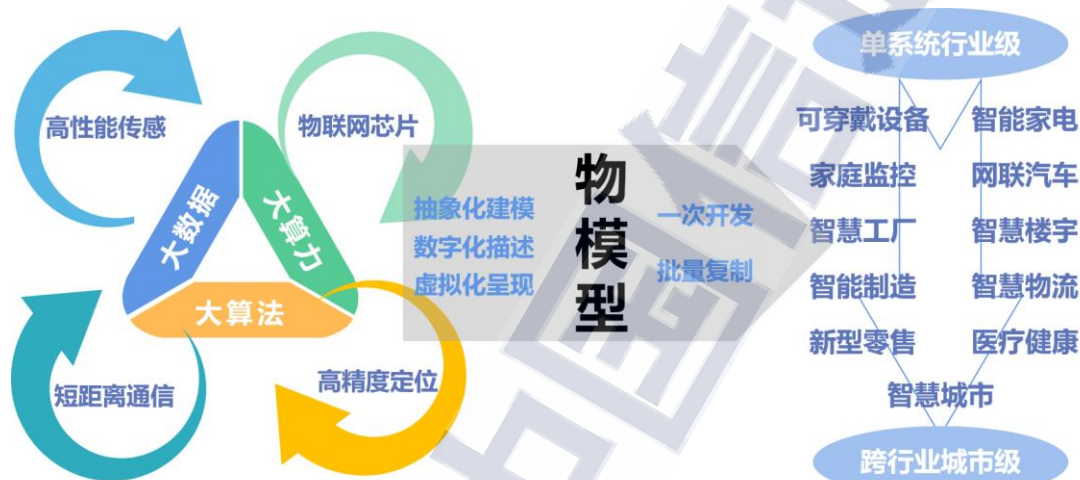 高性能传感
物联网芯片
大数据
大算力
大算法
短距离通信
高精度定位
抽象化建模
数字化描述
虚拟化呈现
物模型
一次开发
批量复制
单系统行业级
可穿戴设备
智能家电
家庭监控
网联汽车
智慧工厂
智慧楼宇
智能制造
智慧物流
新型零售
医疗健康
智慧城市
跨行业城市级